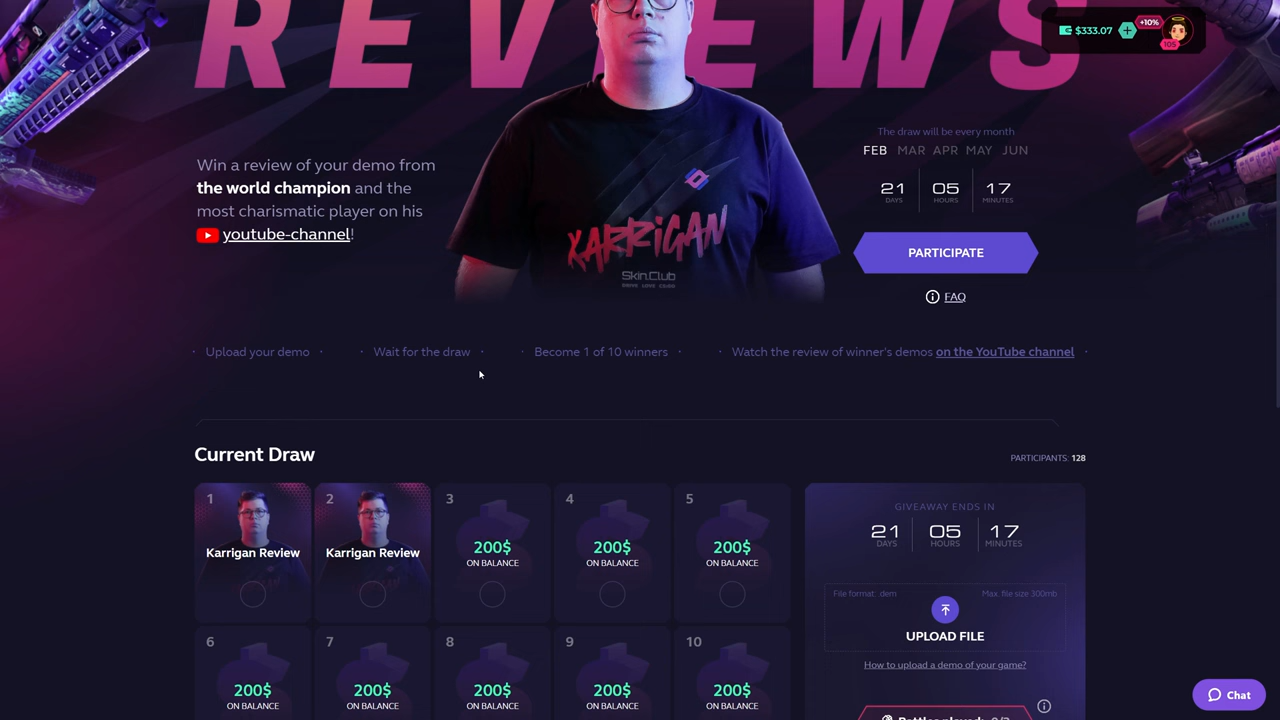 REVIEWS
$333.07
+10%
105
The draw will be every month
FEB MAR APR MAY JUN
21 05 17
DAYS HOURS MINUTES
Win a review of your demo from
the world champion and the
most charismatic player on his
youtube-channel!
KARRiGAN
Skin.Club
PARTICIPATE
FAQ
Upload your demo
Wait for the draw
Become 1 of 10 winners
Watch the review of winner's demos on the YouTube channel
Current Draw
PARTICIPANTS: 128
1
Karrigan Review
2
Karrigan Review
3
200$
ON BALANCE
4
200$
ON BALANCE
5
200$
ON BALANCE
6
200$
ON BALANCE
7
200$
ON BALANCE
8
200$
ON BALANCE
9
200$
ON BALANCE
10
200$
ON BALANCE
GIVEAWAY ENDS IN
21 05 17
DAYS HOURS MINUTES
File format: .dem
Max. file size 300mb
UPLOAD FILE
How to upload a demo of your game?
Chat